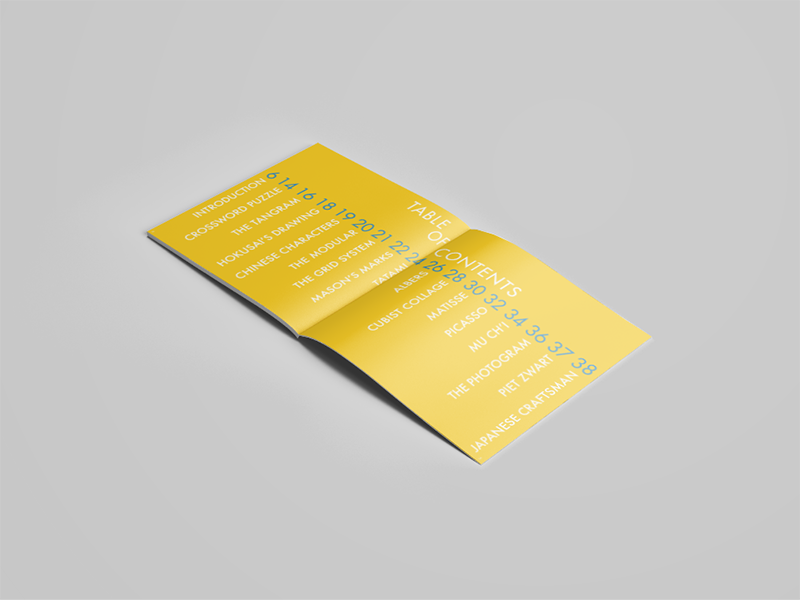 TABLE
OF
CONTENTS
INTRODUCTION 6
CROSSWORD PUZZLE 14
THE TANGRAM 16
HOKUSAI'S DRAWING 18
CHINESE CHARACTERS 19
THE MODULAR 20
THE GRID SYSTEM 21
MASON'S MARKS 22
TATAMI 24
ALBERS 26
CUBIST COLLAGE 28
MATISSE 30
PICASSO 32
MU CH'I 34
THE PHOTOGRAM 36
PIET ZWART 37
JAPANESE CRAFTSMAN 38